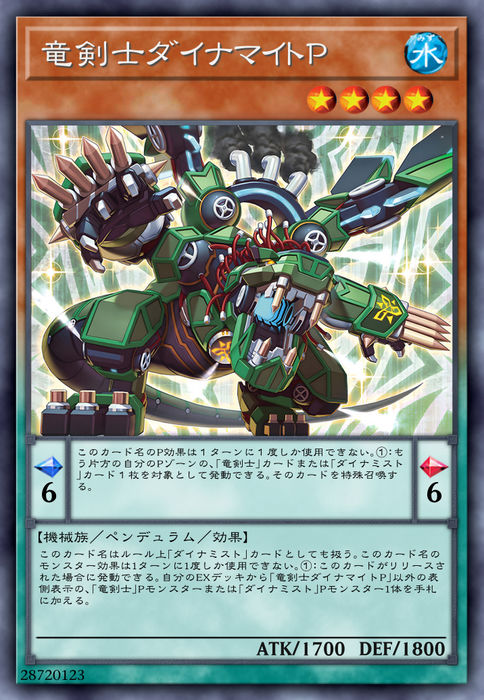 竜剣士ダイナマイトP
みず
水
このカード名のP効果は1ターンに1度しか使用できない。①:も
う片方の自分のPゾーンの、「竜剣士」カードまたは「ダイナミスト」
カード1枚を対象として発動できる。そのカードを特殊召喚す
る。
6
6
【機械族/ペンデュラム/効果】
このカード名はルール上「ダイナミスト」カードとしても扱う。このカード名の
モンスター効果は1ターンに1度しか使用できない。①:このカードがリリース
された場合に発動できる。自分のEXデッキから「竜剣士ダイナマイトP」以外の表
側表示の、「竜剣士」Pモンスターまたは「ダイナミスト」Pモンスター1体を手札
に加える。
ATK/1700 DEF/1800
28720123